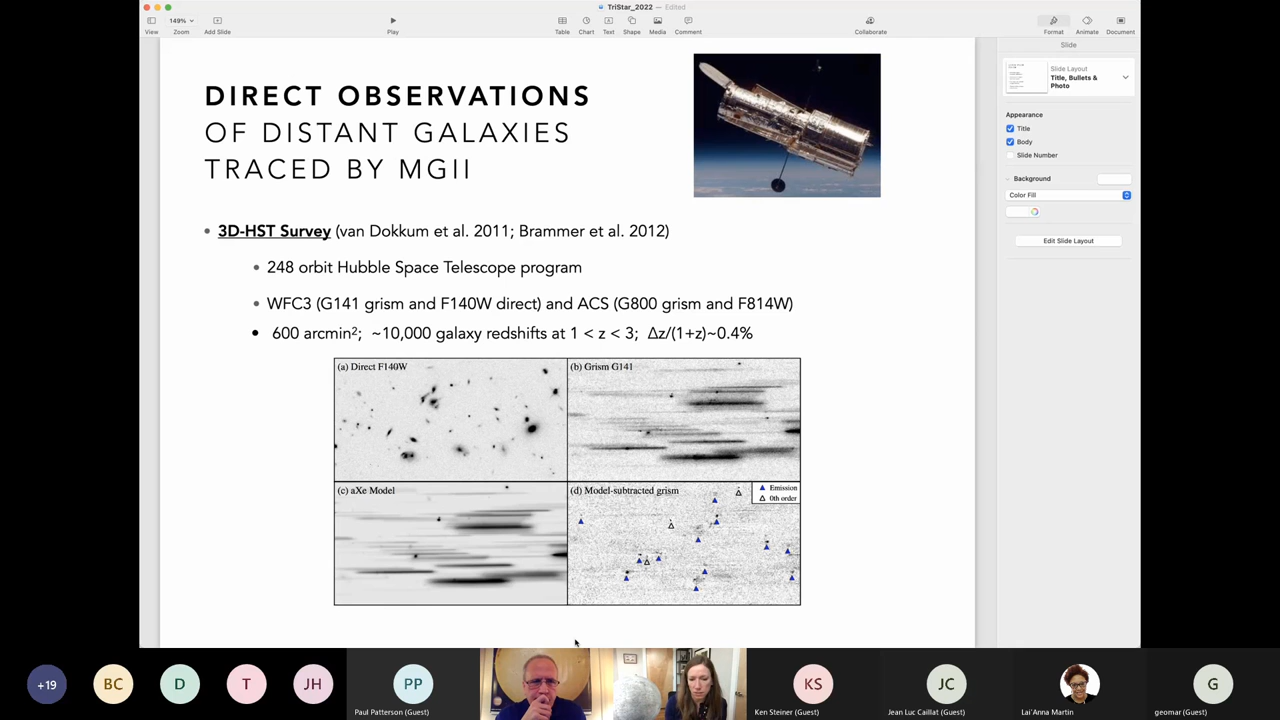 TriStar_2022 — Edited
149%
View
Zoom
Add Slide
Play
Table
Chart
Text
Shape
Media
Comment
Collaborate
Format
Animate
Document
Slide
Slide Layout
Title, Bullets &
Photo
Appearance
Title
Body
Slide Number
Background
Color Fill
Edit Slide Layout
DIRECT OBSERVATIONS
OF DISTANT GALAXIES
TRACED BY MGII
• 3D-HST Survey (van Dokkum et al. 2011; Brammer et al. 2012)
• 248 orbit Hubble Space Telescope program
• WFC3 (G141 grism and F140W direct) and ACS (G800 grism and F814W)
• 600 arcmin²; ~10,000 galaxy redshifts at 1 < z < 3; Δz/(1+z)~0.4%
(a) Direct F140W
(b) Grism G141
(c) aXe Model
(d) Model-subtracted grism
Emission
0th order
+19
BC
D
T
JH
PP
Paul Patterson (Guest)
KS
Ken Steiner (Guest)
JC
Jean Luc Caillat (Guest)
Lai'Anna Martin
G
geomar (Guest)